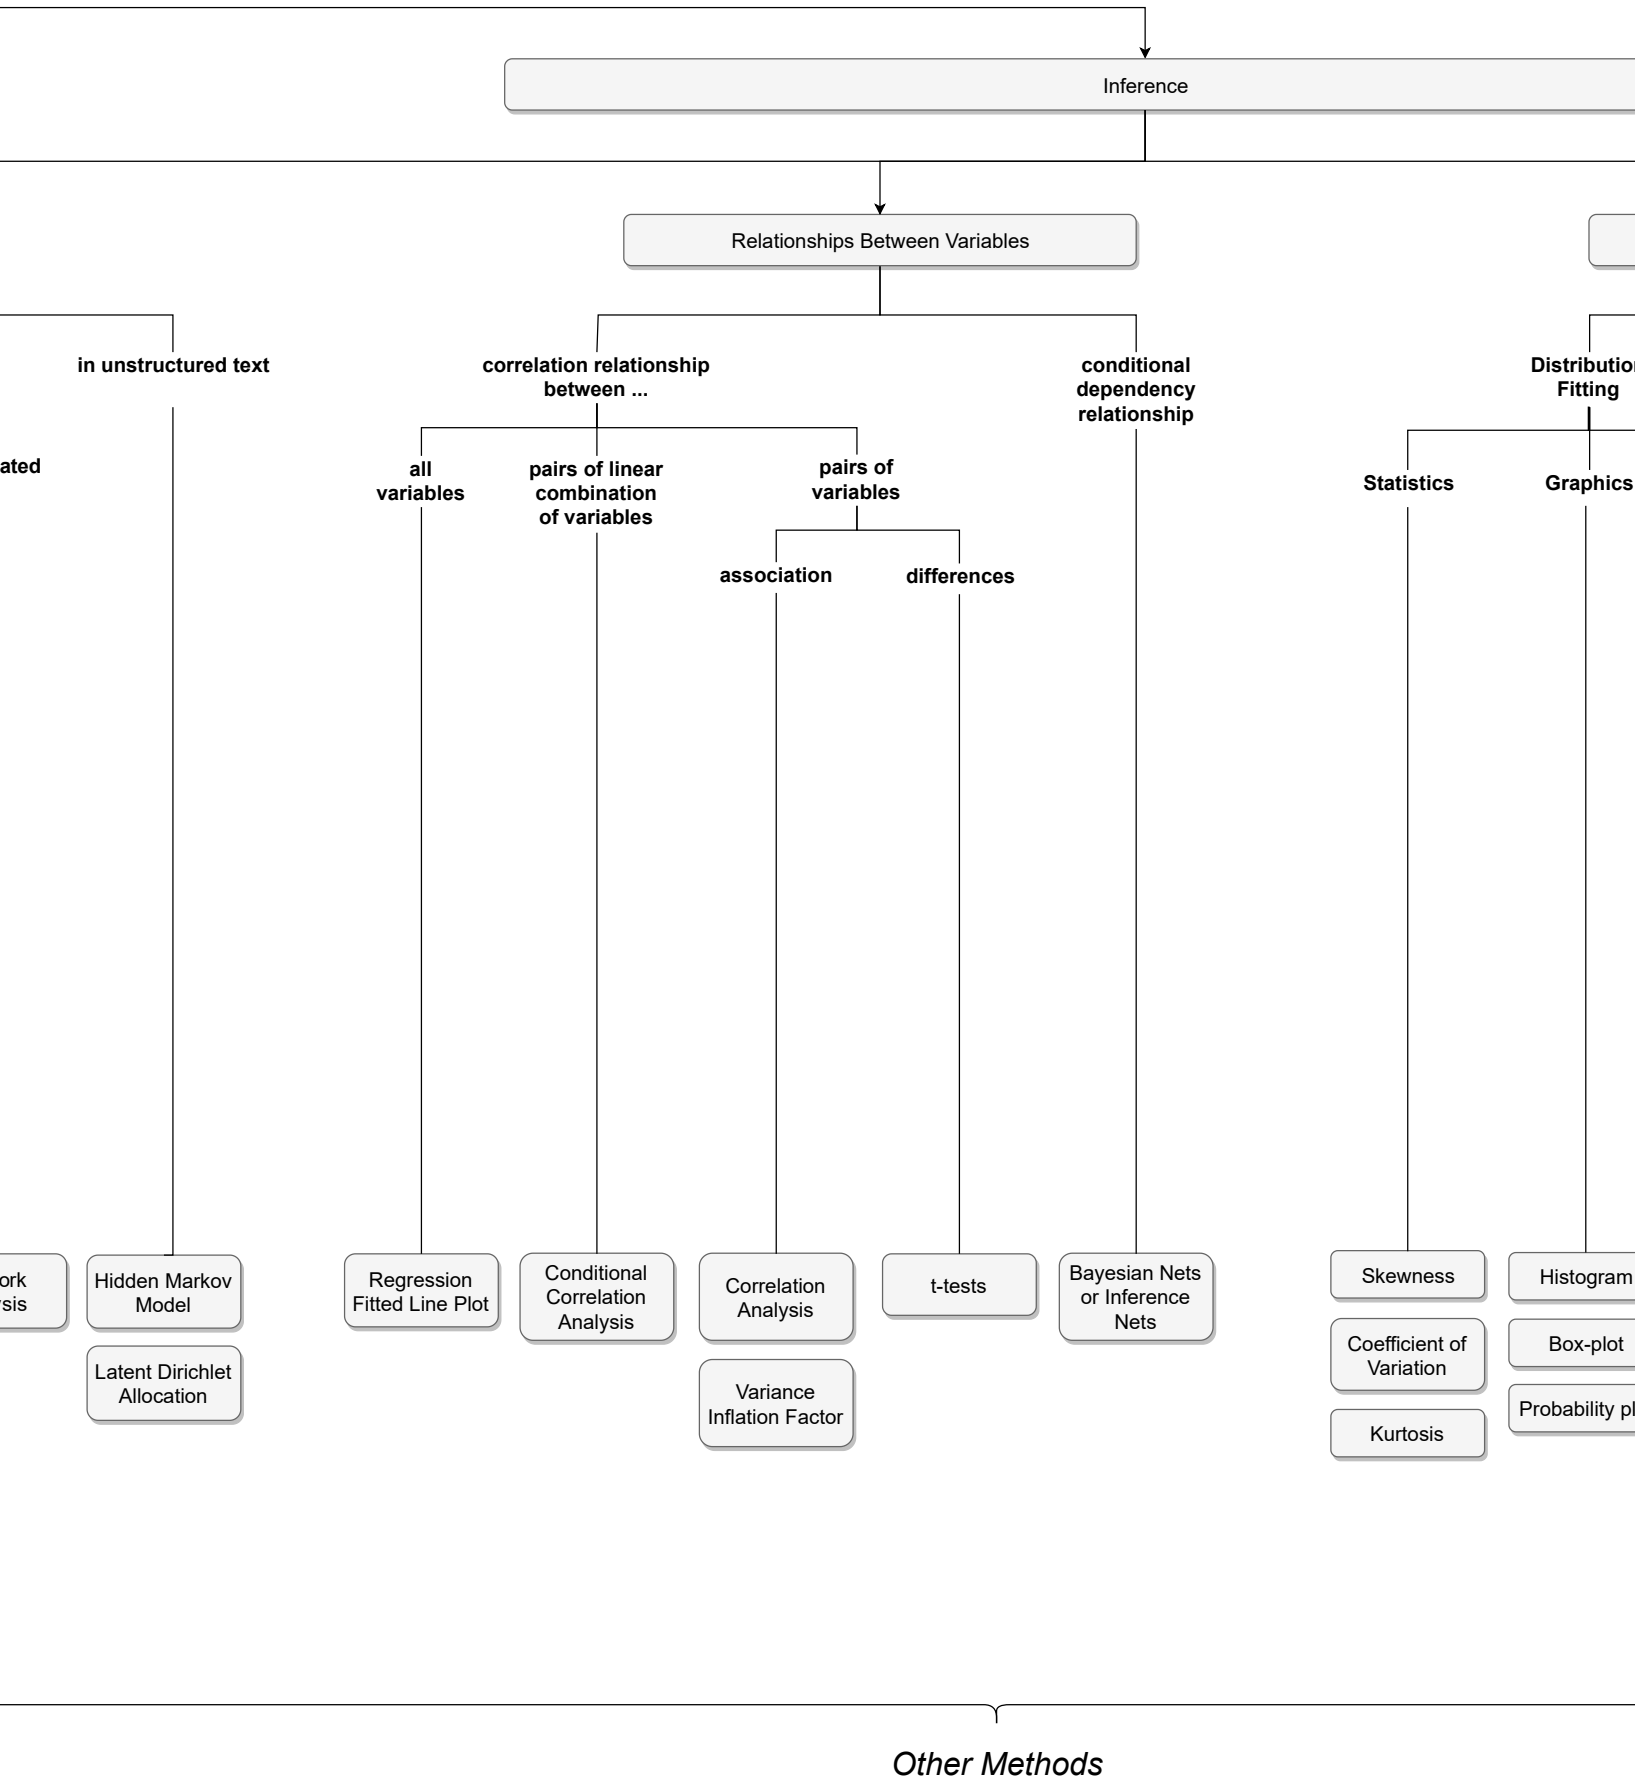 Inference
Relationships Between Variables
in unstructured text
correlation relationship
between ...
conditional
dependency
relationship
Distribution
Fitting
ated
all
variables
pairs of linear
combination
of variables
pairs of
variables
Statistics
Graphics
association
differences
ork
sis
Hidden Markov
Model
Latent Dirichlet
Allocation
Regression
Fitted Line Plot
Conditional
Correlation
Analysis
Correlation
Analysis
Variance
Inflation Factor
t-tests
Bayesian Nets
or Inference
Nets
Skewness
Coefficient of
Variation
Kurtosis
Histogram
Box-plot
Probability pl
Other Methods